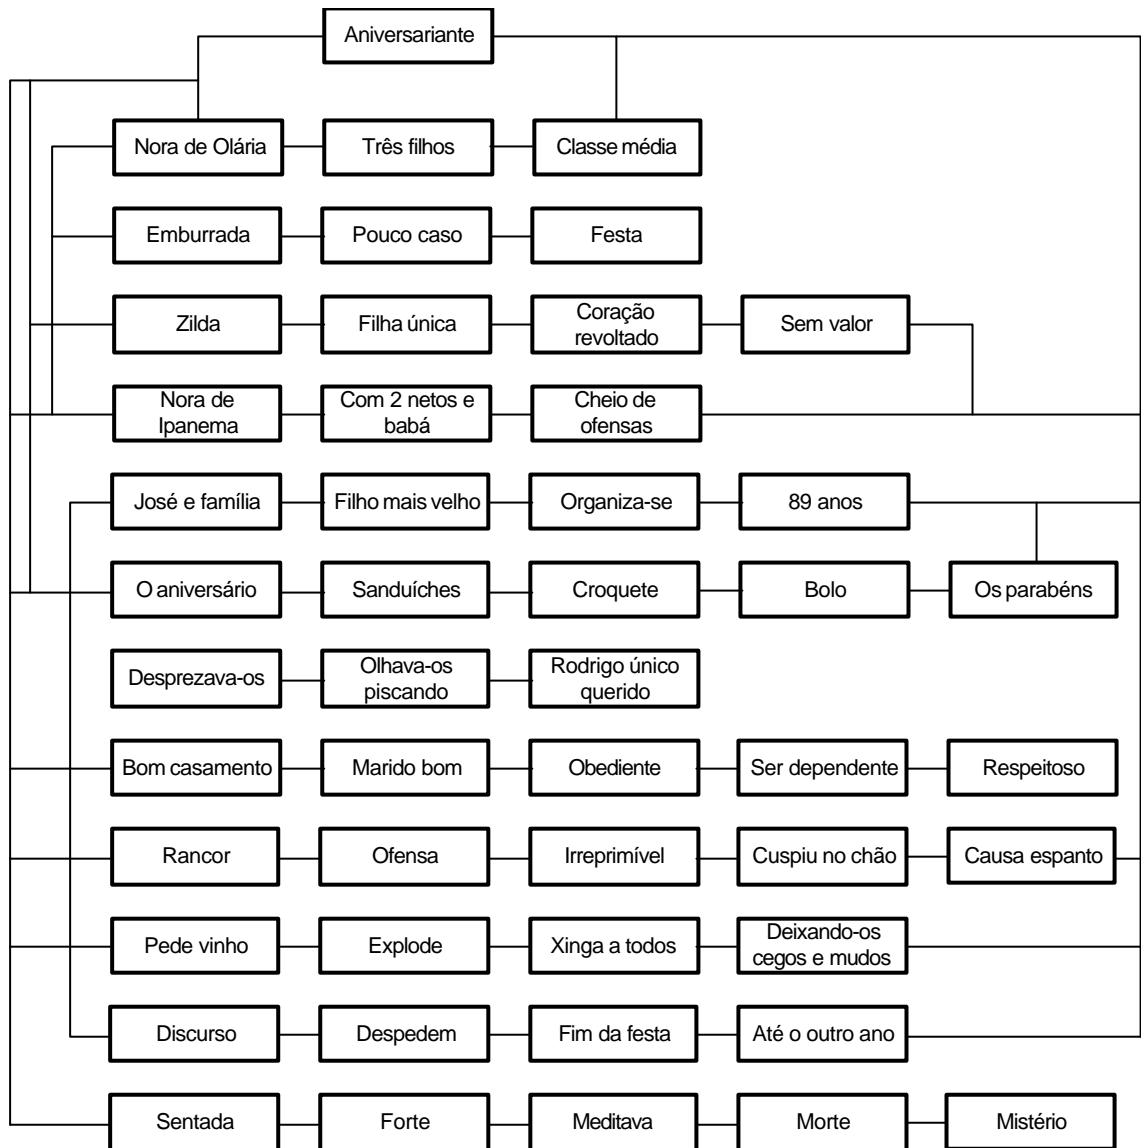 Aniversariante
Nora de Olária
Três filhos
Classe média
Emburrada
Pouco caso
Festa
Zilda
Filha única
Coração
revoltado
Sem valor
Nora de
Ipanema
Com 2 netos e
babá
Cheio de
ofensas
José e família
Filho mais velho
Organiza-se
89 anos
O aniversário
Sanduíches
Croquete
Bolo
Os parabéns
Desprezava-os
Olhava-os
piscando
Rodrigo único
querido
Bom casamento
Marido bom
Obediente
Ser dependente
Respeitoso
Rancor
Ofensa
Irreprimível
Cuspiu no chão
Causa espanto
Pede vinho
Explode
Xinga a todos
Deixando-os
cegos e mudos
Discurso
Despedem
Fim da festa
Até o outro ano
Sentada
Forte
Meditava
Morte
Mistério